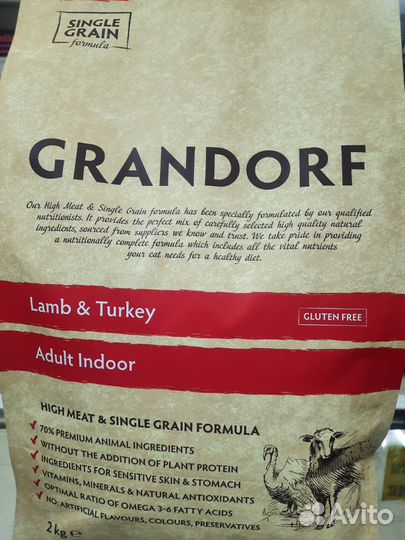 SINGLE
GRAIN
formula
GRANDORF
Our High Meat & Single Grain formula has been specially formulated by our qualified
nutritionists. It provides the perfect mix of carefully selected high quality natural
ingredients, sourced from suppliers we know and trust. We take pride in providing
a nutritionally complete formula which includes all the vital nutrients
your cat needs for a healthy diet.
Lamb & Turkey
GLUTEN FREE
Adult Indoor
HIGH MEAT & SINGLE GRAIN FORMULA
✓ 70% PREMIUM ANIMAL INGREDIENTS
✓ WITHOUT THE ADDITION OF PLANT PROTEIN
✓ INGREDIENTS FOR SENSITIVE SKIN & STOMACH
✓ VITAMINS, MINERALS & NATURAL ANTIOXIDANTS
✓ OPTIMAL RATIO OF OMEGA 3-6 FATTY ACIDS
✓ NO: ARTIFICIAL FLAVOURS, COLOURS, PRESERVATIVES
2 kg e
Avito